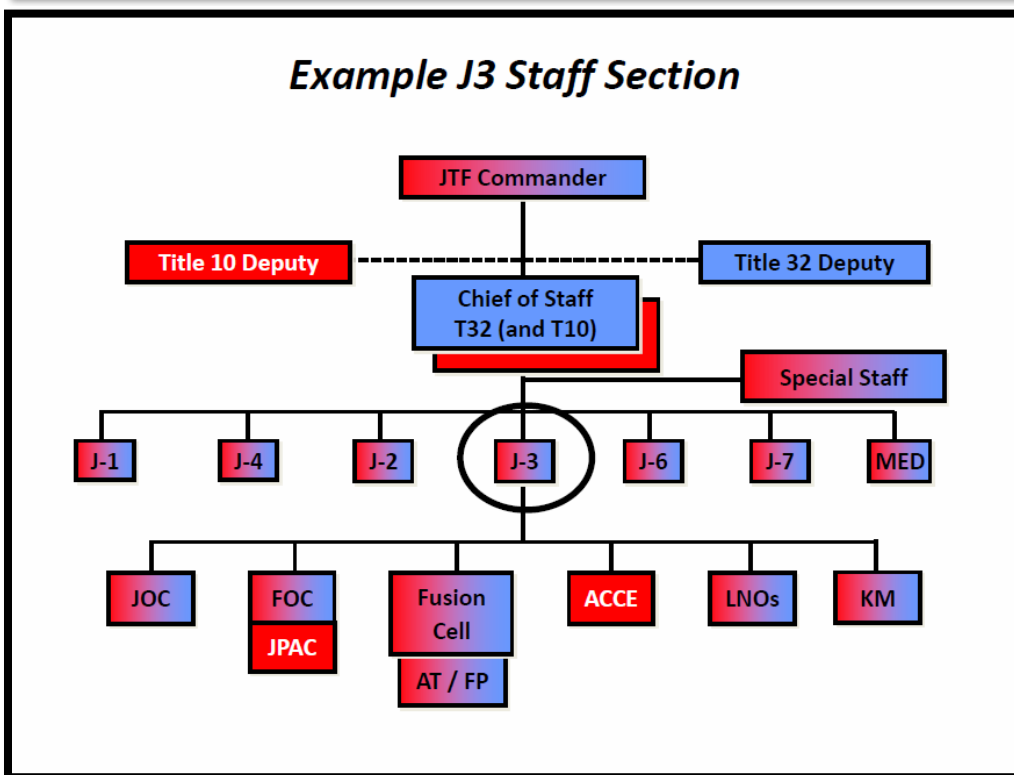 Example J3 Staff Section
JTF Commander
Title 10 Deputy
Title 32 Deputy
Chief of Staff
T32 (and T10)
Special Staff
J-1
J-4
J-2
J-3
J-6
J-7
MED
JOC
FOC
Fusion
Cell
ACCE
LNOs
KM
JPAC
AT / FP